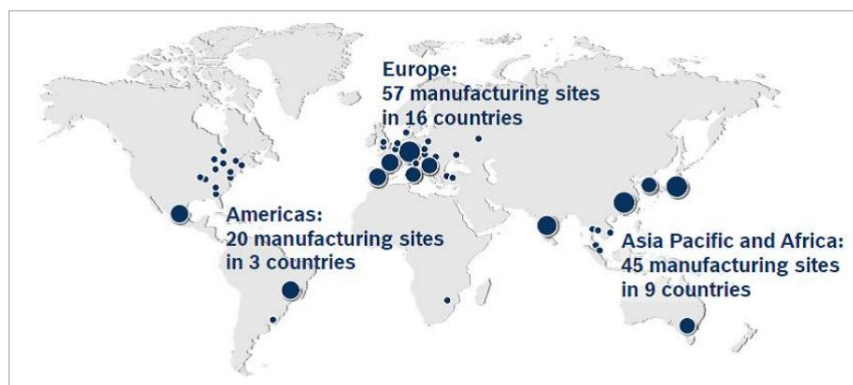 Europe:
57 manufacturing sites
in 16 countries
Americas:
20 manufacturing sites
in 3 countries
Asia Pacific and Africa:
45 manufacturing sites
in 9 countries